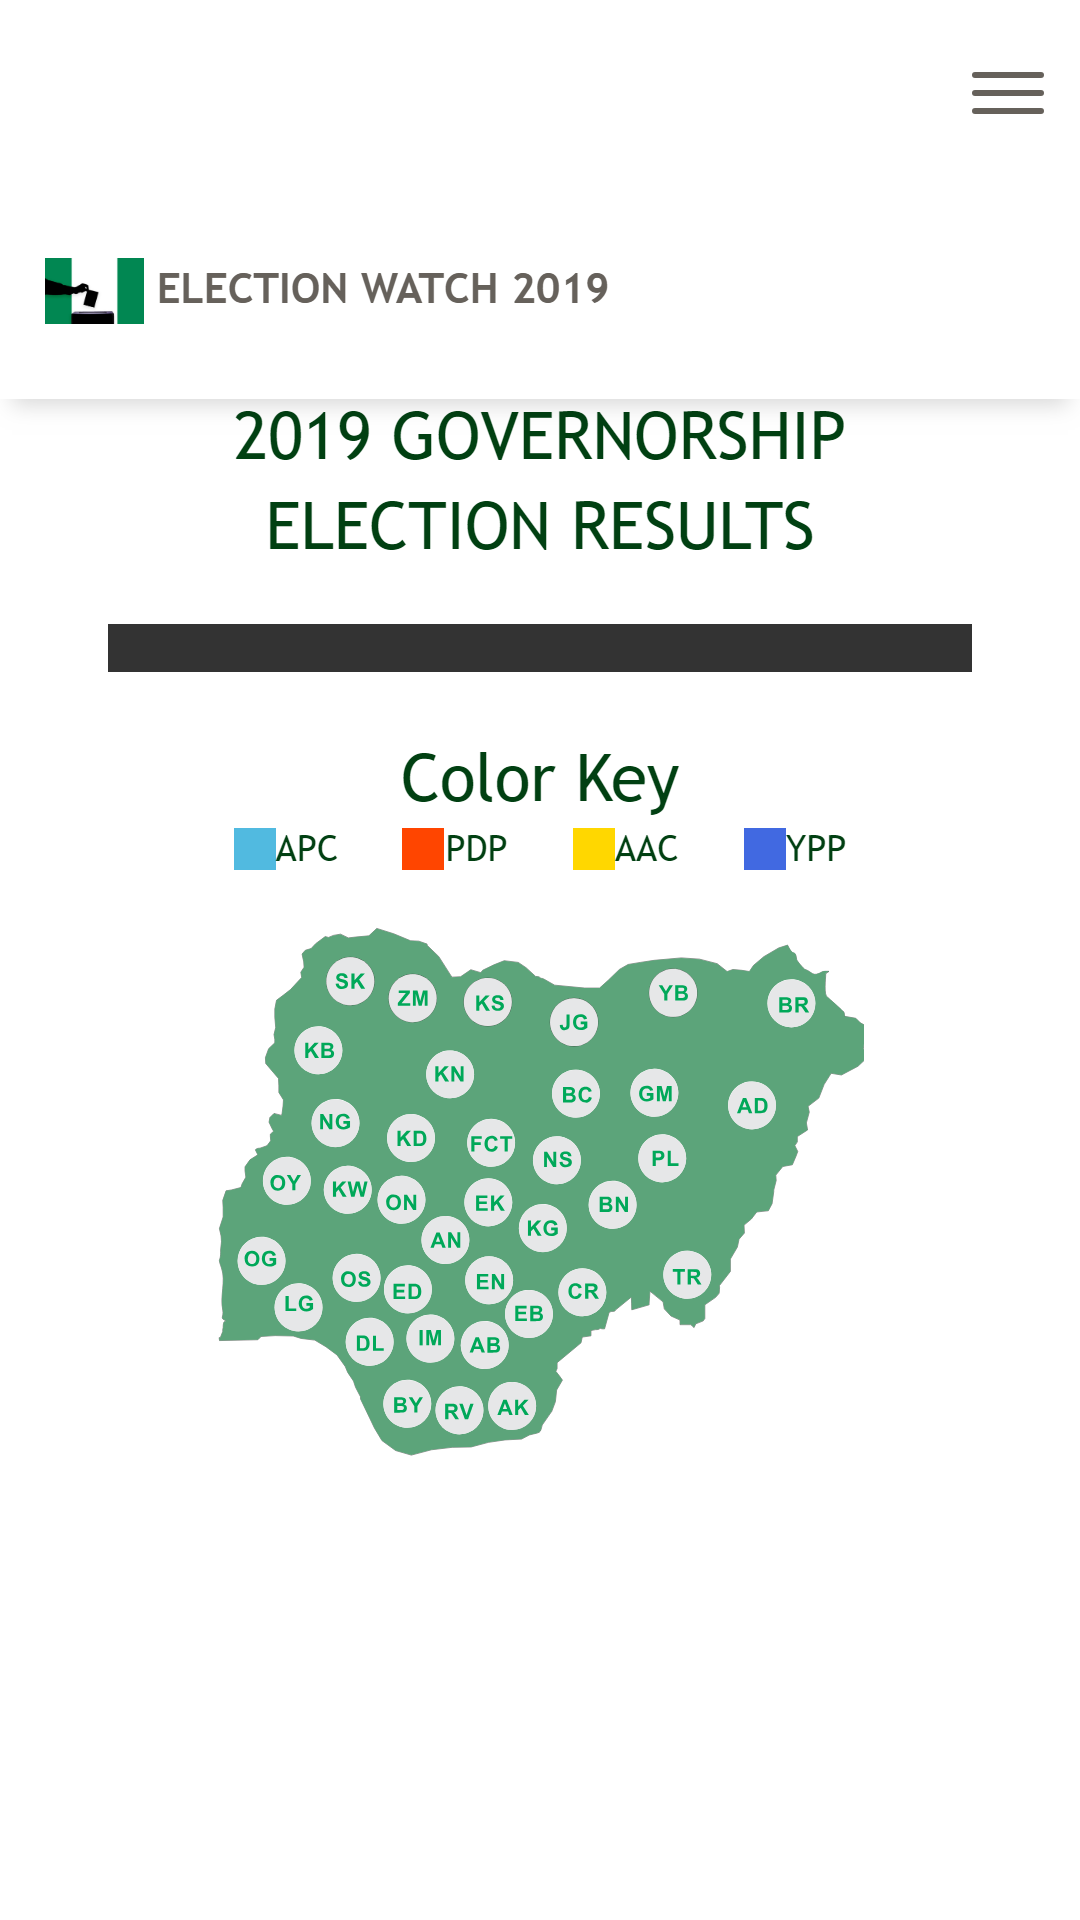 ELECTION WATCH 2019
2019 GOVERNORSHIP
ELECTION RESULTS
Color Key
APC PDP AAC YPP
SK ZM KS JG YB BR
KB KN BC GM AD
NG KD FCT NS PL
OY KW ON EK KG BN
AN
OG OS ED EN CR TR
LG EB
DL IM AB
BY RV AK